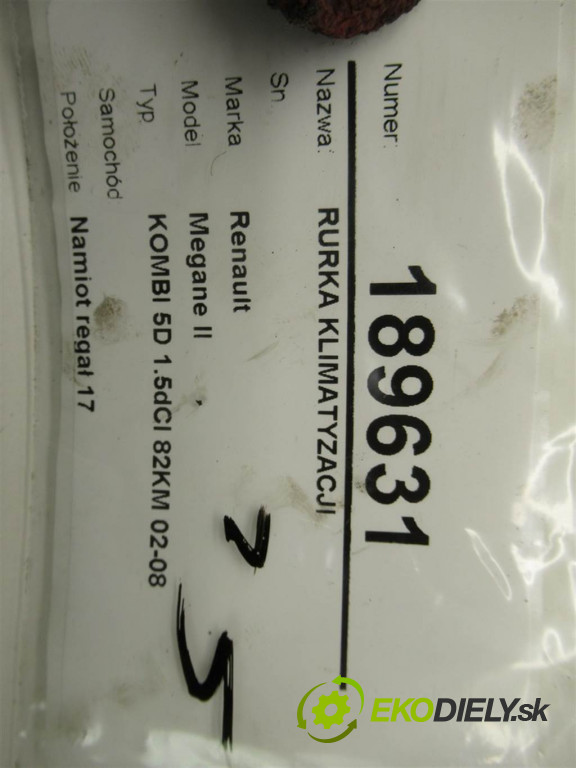 Numer: 189631
Nazwa: RURKA KLIMATYZACJI
Sn
Marka Renault
Model Megane II
Typ KOMBI 5D 1.5dCI 82KM 02-08
Samochód
Położenie Namiot regał 17
EKODIELY.sk